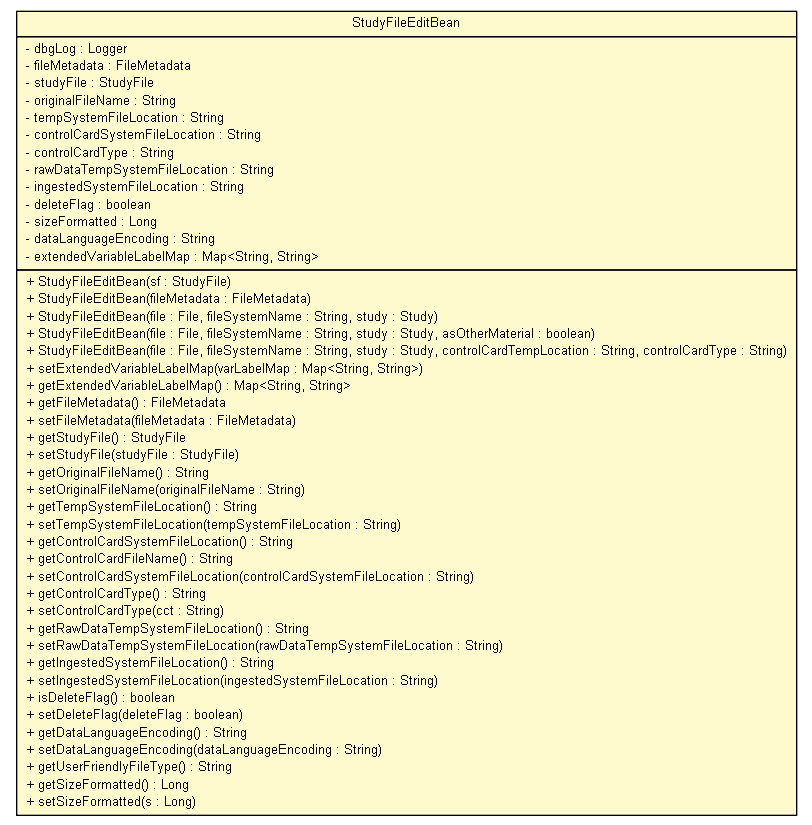 StudyFileEditBean
- dbgLog : Logger
- fileMetadata : FileMetadata
- studyFile : StudyFile
- originalFileName : String
- tempSystemFileLocation : String
- controlCardSystemFileLocation : String
- controlCardType : String
- rawDataTempSystemFileLocation : String
- ingestedSystemFileLocation : String
- deleteFlag : boolean
- sizeFormatted : Long
- dataLanguageEncoding : String
- extendedVariableLabelMap : Map<String, String>
+ StudyFileEditBean(sf : StudyFile)
+ StudyFileEditBean(fileMetadata : FileMetadata)
+ StudyFileEditBean(file : File, fileSystemName : String, study : Study)
+ StudyFileEditBean(file : File, fileSystemName : String, study : Study, asOtherMaterial : boolean)
+ StudyFileEditBean(file : File, fileSystemName : String, study : Study, controlCardTempLocation : String, controlCardType : String)
+ setExtendedVariableLabelMap(varLabelMap : Map<String, String>)
+ getExtendedVariableLabelMap() : Map<String, String>
+ getFileMetadata() : FileMetadata
+ setFileMetadata(fileMetadata : FileMetadata)
+ getStudyFile() : StudyFile
+ setStudyFile(studyFile : StudyFile)
+ getOriginalFileName() : String
+ setOriginalFileName(originalFileName : String)
+ getTempSystemFileLocation() : String
+ setTempSystemFileLocation(tempSystemFileLocation : String)
+ getControlCardSystemFileLocation() : String
+ getControlCardFileName() : String
+ setControlCardSystemFileLocation(controlCardSystemFileLocation : String)
+ getControlCardType() : String
+ setControlCardType(cct : String)
+ getRawDataTempSystemFileLocation() : String
+ setRawDataTempSystemFileLocation(rawDataTempSystemFileLocation : String)
+ getIngestedSystemFileLocation() : String
+ setIngestedSystemFileLocation(ingestedSystemFileLocation : String)
+ isDeleteFlag() : boolean
+ setDeleteFlag(deleteFlag : boolean)
+ getDataLanguageEncoding() : String
+ setDataLanguageEncoding(dataLanguageEncoding : String)
+ getUserFriendlyFileType() : String
+ getSizeFormatted() : Long
+ setSizeFormatted(s : Long)